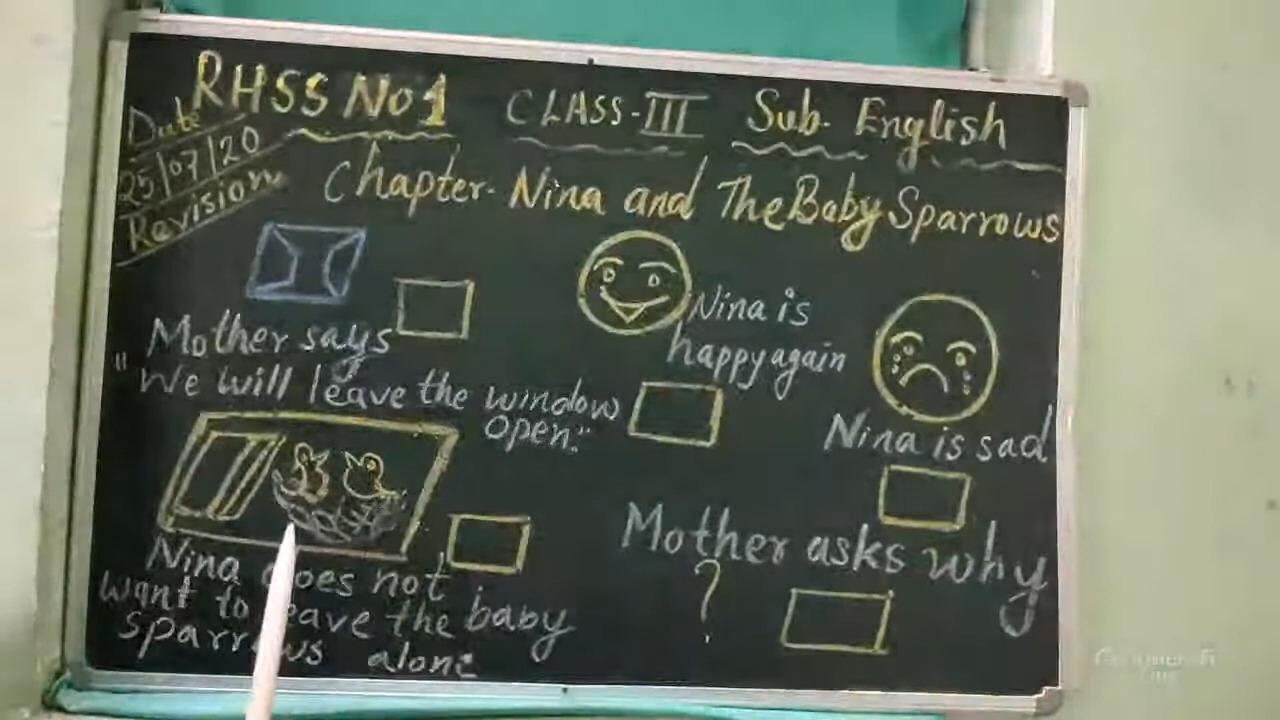 RHSS No 1 CLASS-III Sub. English
Date
25/07/20
Revision
Chapter- Nina and The Baby Sparrows
Mother says
"We will leave the window
open."
Nina is
happy again
Nina is sad
Nina does not
want to leave the baby
sparrows alone
Mother asks why
?